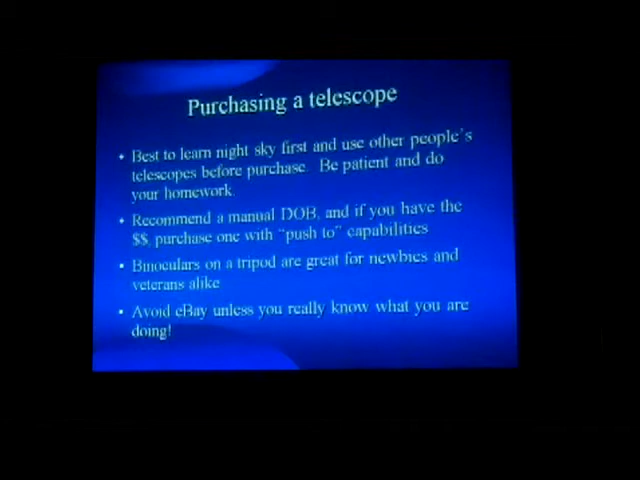 Purchasing a telescope
• Best to learn night sky first and use other people's
telescopes before purchase. Be patient and do
your homework.
• Recommend a manual DOB, and if you have the
$$, purchase one with "push to" capabilities
• Binoculars on a tripod are great for newbies and
veterans alike
• Avoid eBay unless you really know what you are
doing!